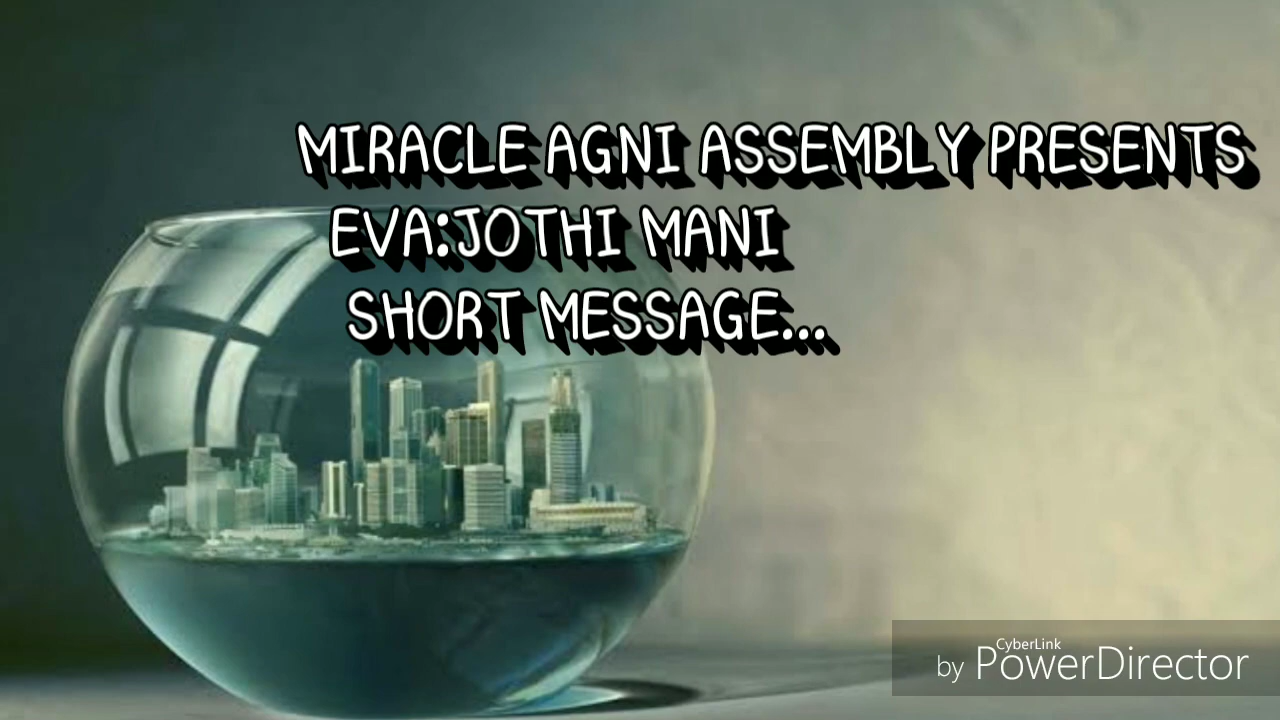 MIRACLE AGNI ASSEMBLY PRESENTS
EVA:JOTHI MANI
SHORT MESSAGE...
CyberLink
by PowerDirector